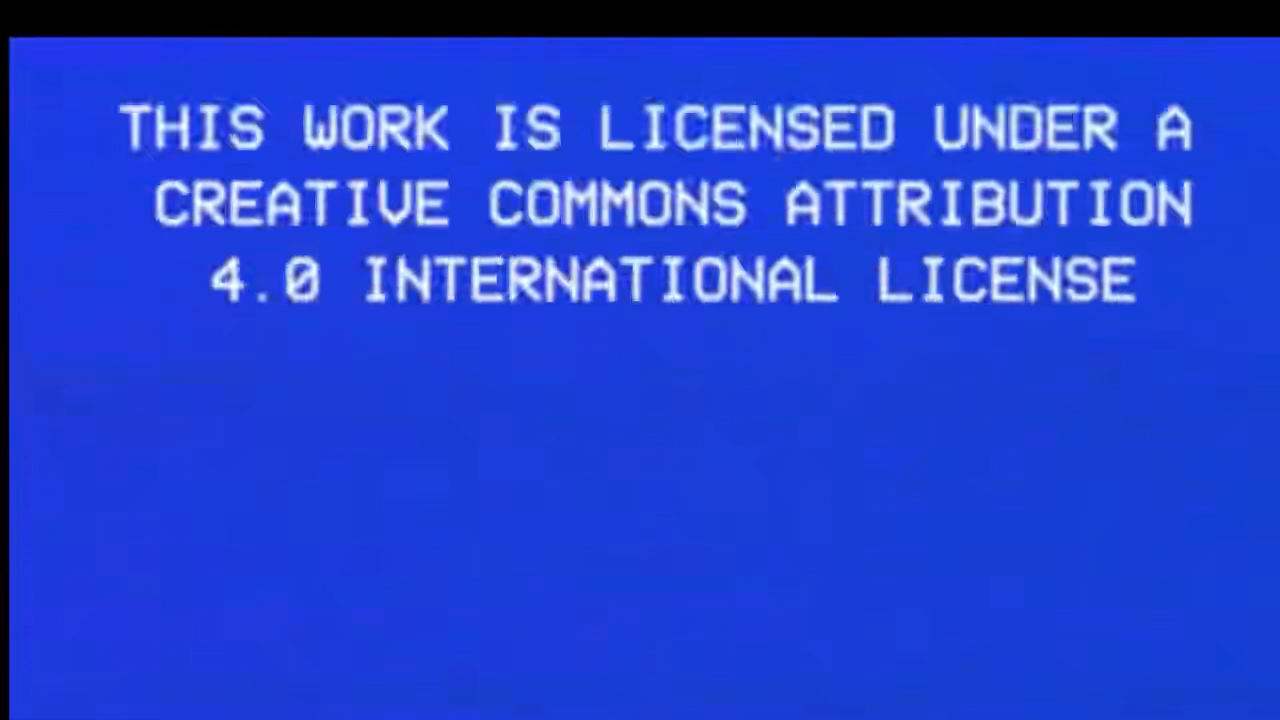 THIS WORK IS LICENSED UNDER A
CREATIVE COMMONS ATTRIBUTION
4.0 INTERNATIONAL LICENSE